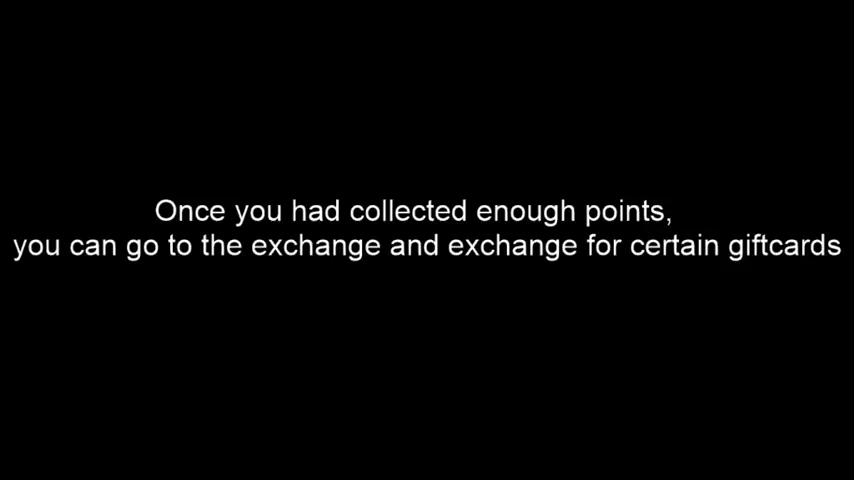 Once you had collected enough points,
you can go to the exchange and exchange for certain giftcards